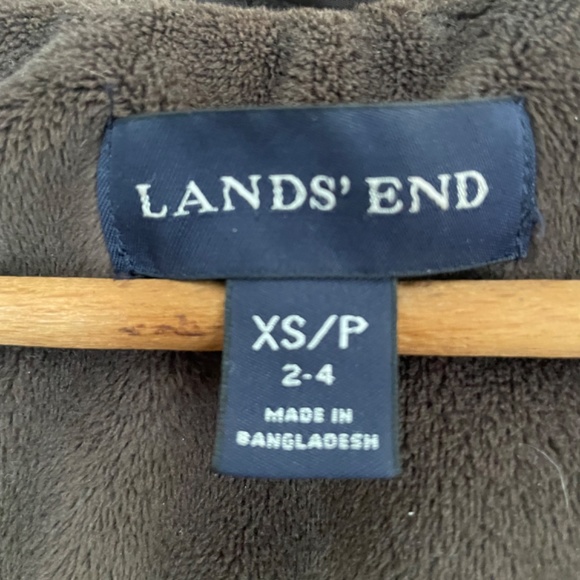 LANDS' END
XS/P
2-4
MADE IN
BANGLADESH